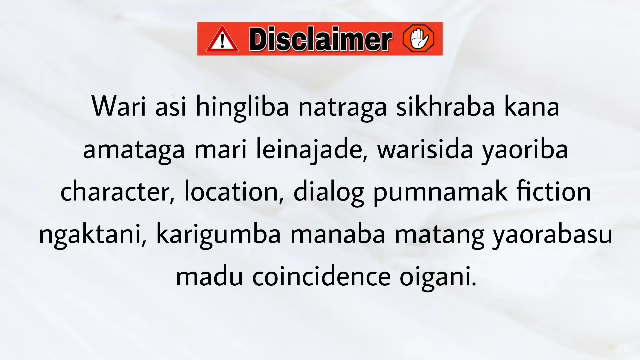 Disclaimer
Wari asi hingliba natraga sikhraba kana
amataga mari leinajade, warisida yaoriba
character, location, dialog pumnamak fiction
ngaktani, karigumba manaba matang yaorabasu
madu coincidence oigani.